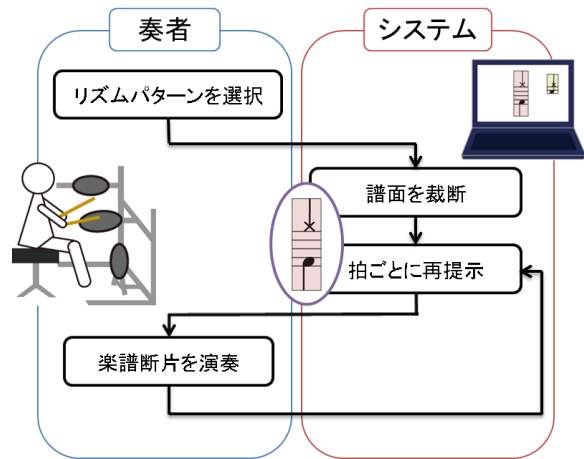 奏者
システム
リズムパターンを選択
譜面を裁断
拍ごとに再提示
楽譜断片を演奏